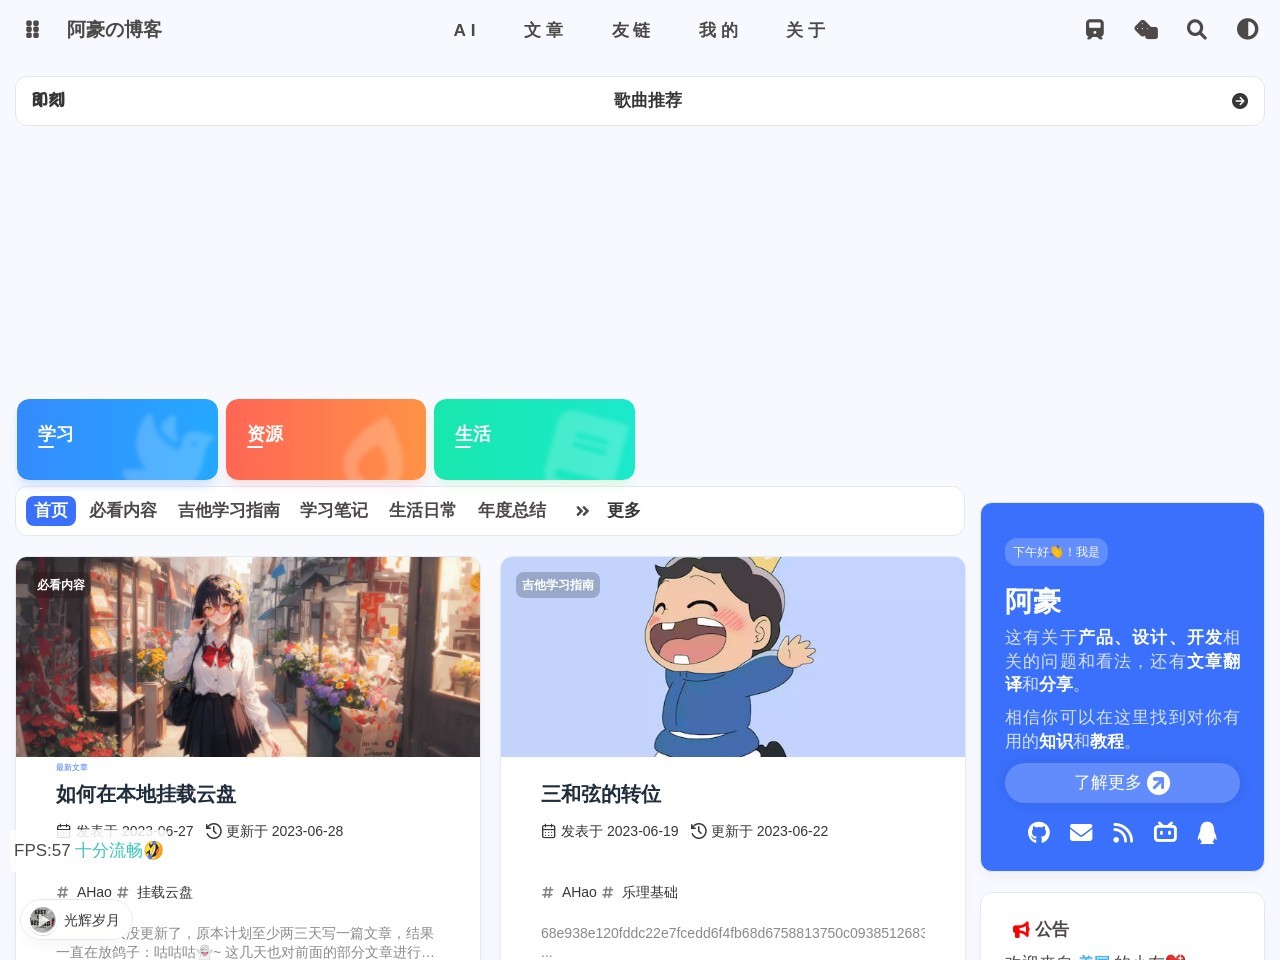 阿豪の博客
AI 文章 友链 我的 关于
即刻 歌曲推荐
学习 资源 生活
首页 必看内容 吉他学习指南 学习笔记 生活日常 年度总结 更多
必看内容
最新文章
如何在本地挂载云盘
发表于 2023-06-27 更新于 2023-06-28
# AHao # 挂载云盘
没更新了，原本计划至少两三天写一篇文章，结果
一直在放鸽子：咕咕咕👻~ 这几天也对前面的部分文章进行…
吉他学习指南
三和弦的转位
发表于 2023-06-19 更新于 2023-06-22
# AHao # 乐理基础
68e938e120fddc22e7fcedd6f4fb68d6758813750c0938512683
...
下午好👋！我是
阿豪
这有关于产品、设计、开发相
关的问题和看法，还有文章翻
译和分享。
相信你可以在这里找到对你有
用的知识和教程。
了解更多
公告
欢迎来自 美国 的小友💖
FPS:57 十分流畅🤣
光辉岁月